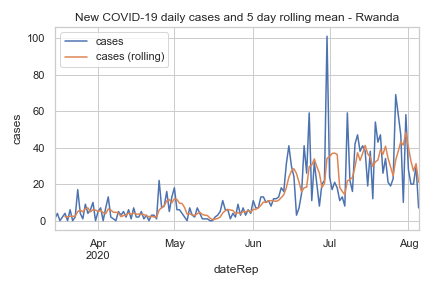 New COVID-19 daily cases and 5 day rolling mean - Rwanda
cases
cases (rolling)
100
80
60
40
20
0
cases
Apr
2020
May
Jun
Jul
Aug
dateRep